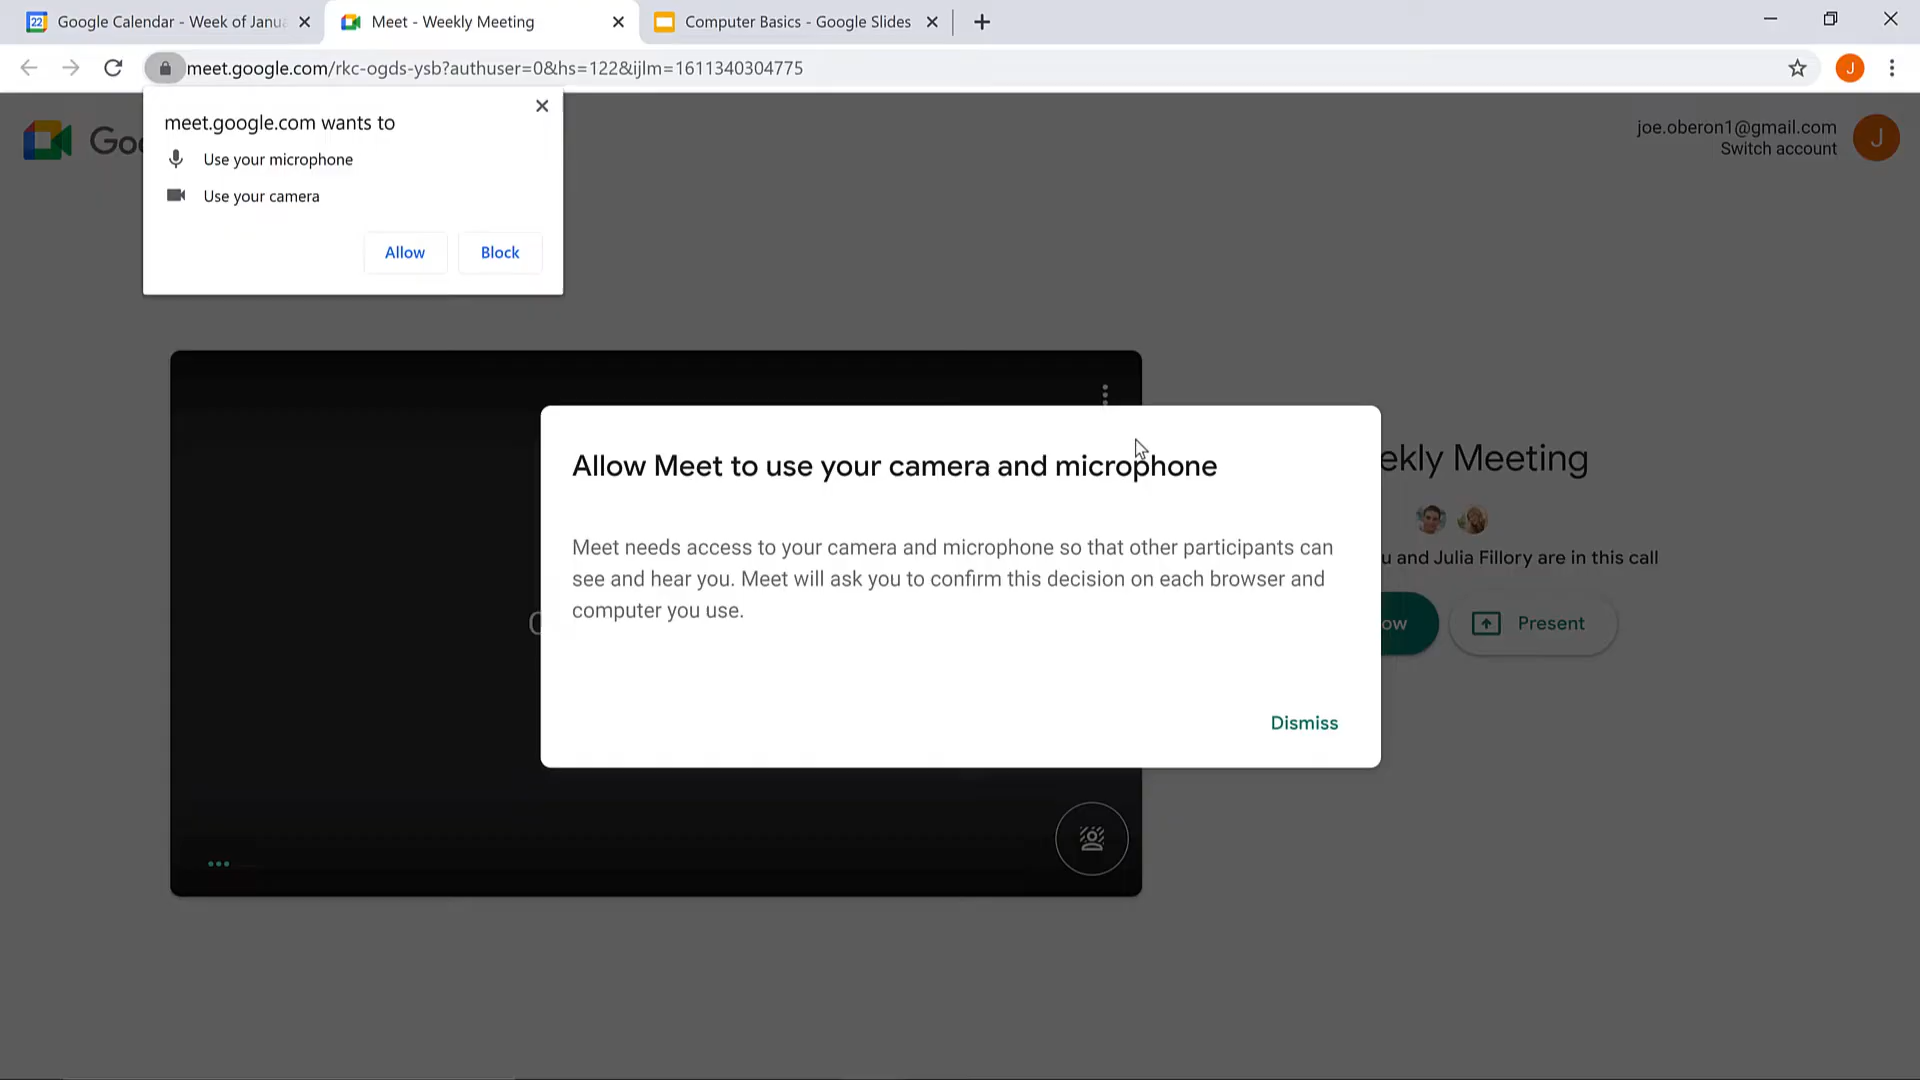 22 Google Calendar - Week of Janua
Meet - Weekly Meeting
Computer Basics - Google Slides
meet.google.com/rkc-ogds-ysb?authuser=0&hs=122&ijlm=1611340304775
J
meet.google.com wants to
Use your microphone
Use your camera
Allow
Block
Goo
joe.oberon1@gmail.com
Switch account
J
Allow Meet to use your camera and microphone
Meet needs access to your camera and microphone so that other participants can
see and hear you. Meet will ask you to confirm this decision on each browser and
computer you use.
Dismiss
ekly Meeting
u and Julia Fillory are in this call
ow
Present